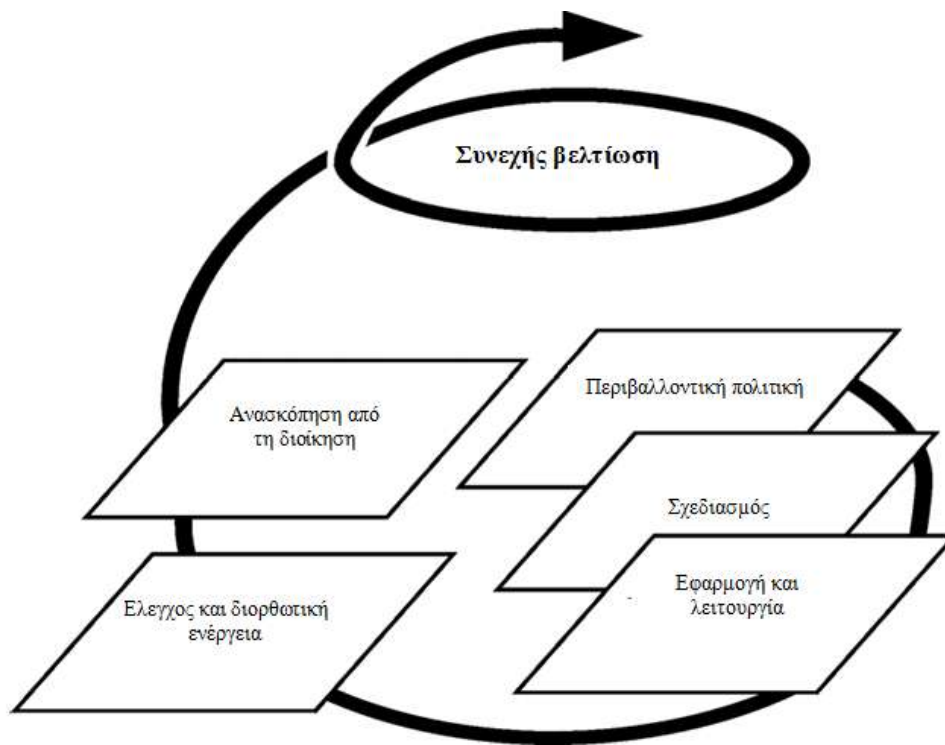 Συνεχής βελτίωση
Περιβαλλοντική πολιτική
Ανασκόπηση από
τη διοίκηση
Σχεδιασμός
Εφαρμογή και
λειτουργία
Ελεγχος και διορθωτική
ενέργεια